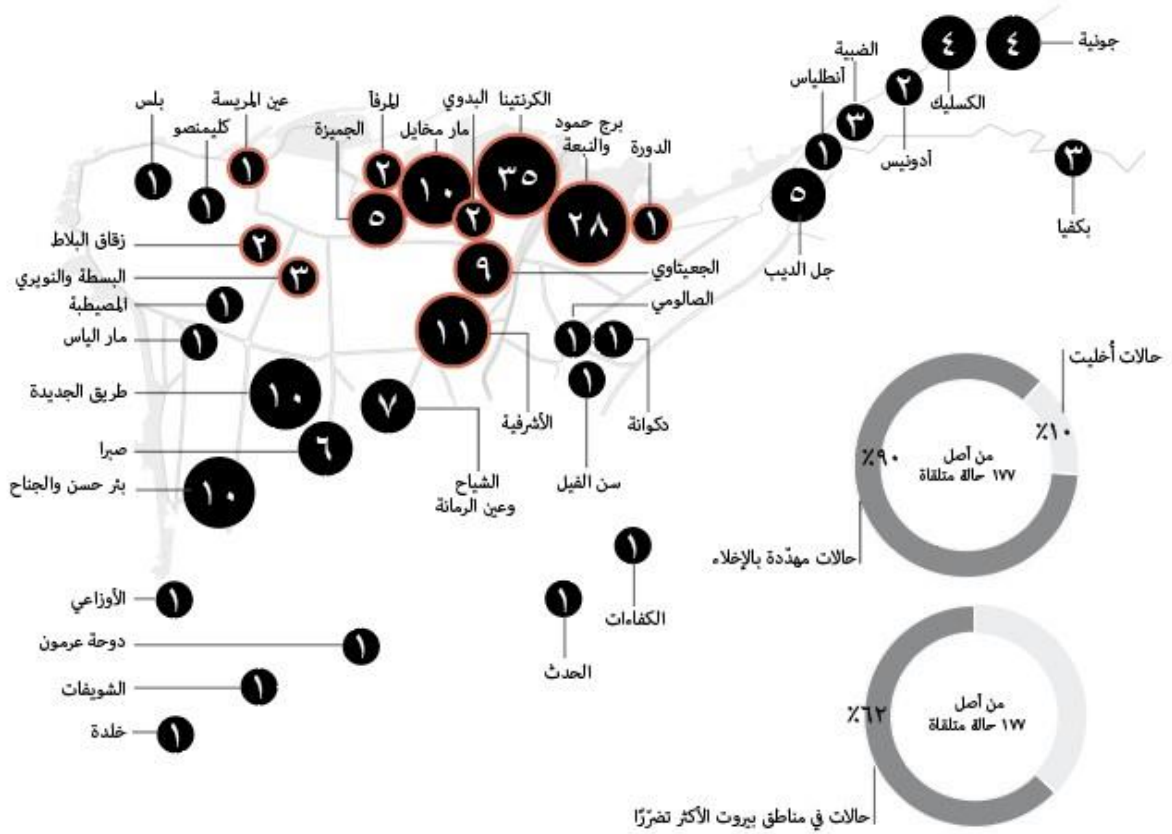 جونية
٤
٤
الكسليك
الضبية
٣
٢
أدونيس
أنطلياس
١
٥
جل الديب
٣
بكفيا
الدورة
١
برج حمود
والنبعة
٢٨
الكرنتينا
٣٥
البدوي
٢
مار مخايل
١٠
المرفأ
٢
الجميزة
٥
عين المريسة
١
كليمنصو
١
بلس
١
زقاق البلاط
٢
البسطة والنويري
٣
المصيطبة
١
مار الياس
١
طريق الجديدة
١٠
صبرا
٦
بئر حسن والجناح
١٠
الجعيتاوي
٩
الصالومي
١
١
دكوانة
١
سن الفيل
١١
الأشرفية
٧
الشياح
وعين الرمانة
الأوزاعي
١
دوحة عرمون
١
الشويفات
١
خلدة
١
١
الكفاءات
١
الحدث
حالات أُخليت
١٠٪
٩٠٪
من أصل
١٧٧ حالة متلقاة
حالات مهدّدة بالإخلاء
٦٢٪
من أصل
١٧٧ حالة متلقاة
حالات في مناطق بيروت الأكثر تضرّرًا